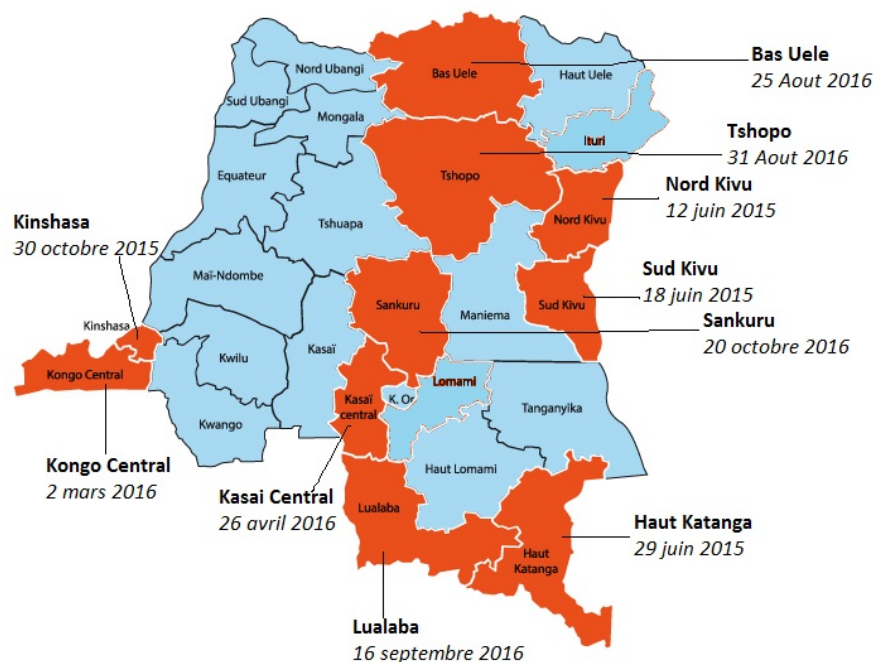 Bas Uele
25 Aout 2016
Tshopo
31 Aout 2016
Nord Kivu
12 juin 2015
Sud Kivu
18 juin 2015
Sankuru
20 octobre 2016
Haut Katanga
29 juin 2015
Lualaba
16 septembre 2016
Kasai Central
26 avril 2016
Kongo Central
2 mars 2016
Kinshasa
30 octobre 2015
Nord Ubangi
Sud Ubangi
Mongala
Bas Uele
Haut Uele
Ituri
Equateur
Tshopo
Tshuapa
Nord Kivu
Maï-Ndombe
Sankuru
Maniema
Sud Kivu
Kinshasa
Kongo Central
Kwilu
Kasaï
Kwango
Kasaï
central
K. Or
Lomami
Tanganyika
Haut Lomami
Lualaba
Haut
Katanga